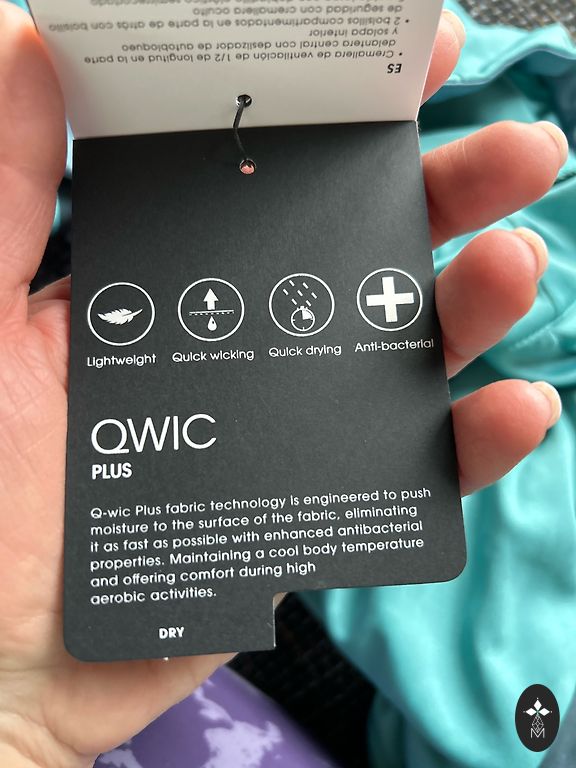 ES
• Cremallera de ventilación de 1/2 de longitud en la parte
delantera central con deslizador de autobloqueo
y solapa interior
• 2 bolsillos compartimentados en la parte de atrás con bolsillo
de seguridad con cremallera oculto
Lightweight
Quick wicking
Quick drying
Anti-bacterial
QWIC
PLUS
Q-wic Plus fabric technology is engineered to push
moisture to the surface of the fabric, eliminating
it as fast as possible with enhanced antibacterial
properties. Maintaining a cool body temperature
and offering comfort during high
aerobic activities.
DRY
M